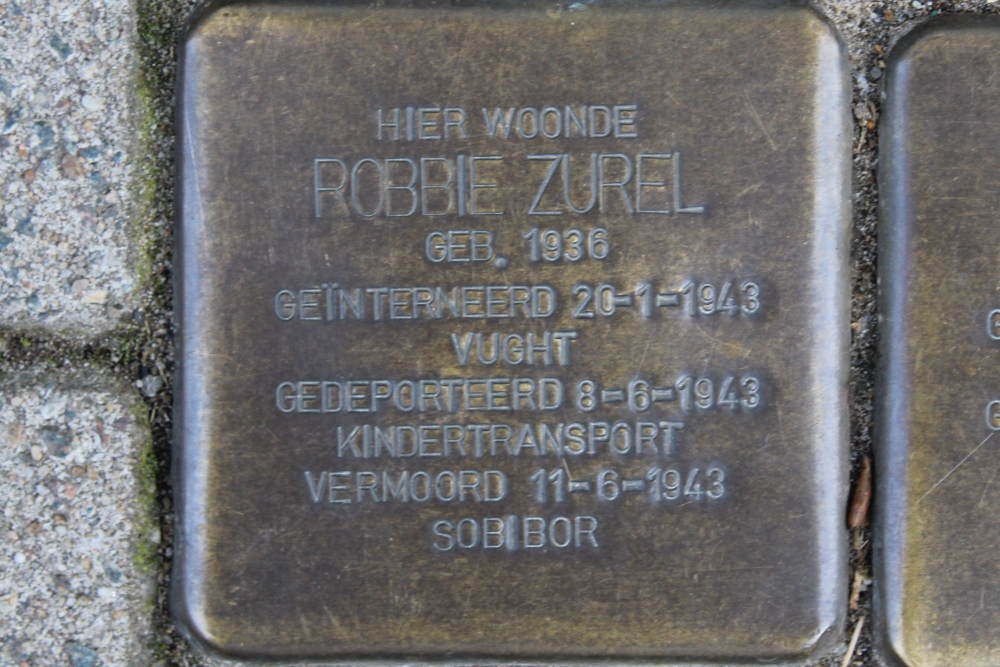 HIER WOONDE
ROBBIE ZUREL
GEB. 1936
GEÏNTERNEERD 20-1-1943
VUGHT
GEDEPORTEERD 8-6-1943
KINDERTRANSPORT
VERMOORD 11-6-1943
SOBIBOR